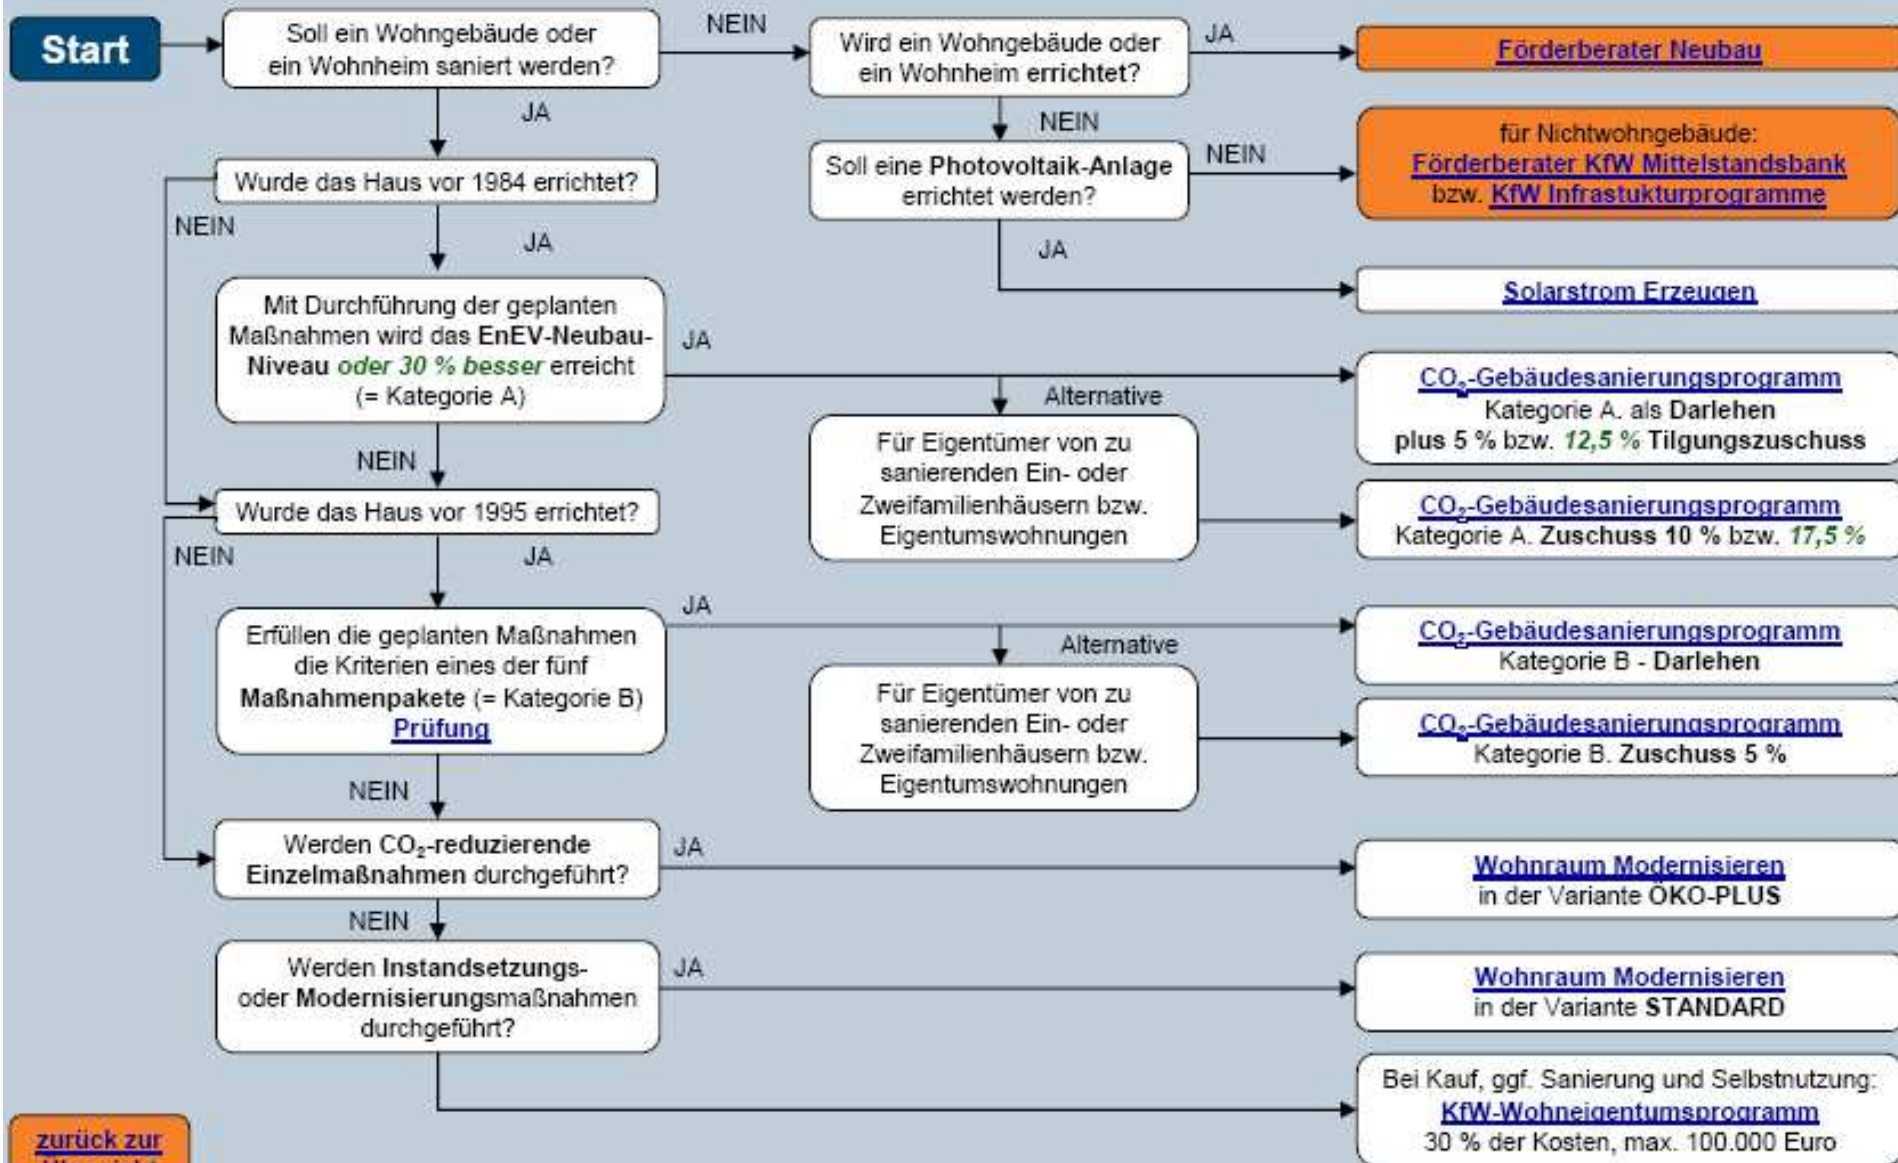 Start
Soll ein Wohngebäude oder
ein Wohnheim saniert werden?
NEIN
Wird ein Wohngebäude oder
ein Wohnheim errichtet?
JA
Förderberater Neubau
JA
NEIN
für Nichtwohngebäude:
Förderberater KfW Mittelstandsbank
bzw. KfW Infrastukturprogramme
Wurde das Haus vor 1984 errichtet?
Soll eine Photovoltaik-Anlage
errichtet werden?
NEIN
NEIN
JA
JA
Solarstrom Erzeugen
Mit Durchführung der geplanten
Maßnahmen wird das EnEV-Neubau-
Niveau oder 30 % besser erreicht
(= Kategorie A)
JA
Alternative
CO₂-Gebäudesanierungsprogramm
Kategorie A. als Darlehen
plus 5 % bzw. 12,5 % Tilgungszuschuss
NEIN
Für Eigentümer von zu
sanierenden Ein- oder
Zweifamilienhäusern bzw.
Eigentumswohnungen
CO₂-Gebäudesanierungsprogramm
Kategorie A. Zuschuss 10 % bzw. 17,5 %
Wurde das Haus vor 1995 errichtet?
NEIN
JA
Erfüllen die geplanten Maßnahmen
die Kriterien eines der fünf
Maßnahmenpakete (= Kategorie B)
Prüfung
JA
Alternative
CO₂-Gebäudesanierungsprogramm
Kategorie B - Darlehen
Für Eigentümer von zu
sanierenden Ein- oder
Zweifamilienhäusern bzw.
Eigentumswohnungen
CO₂-Gebäudesanierungsprogramm
Kategorie B. Zuschuss 5 %
NEIN
Werden CO₂-reduzierende
Einzelmaßnahmen durchgeführt?
JA
Wohnraum Modernisieren
in der Variante ÖKO-PLUS
NEIN
Werden Instandsetzungs-
oder Modernisierungsmaßnahmen
durchgeführt?
JA
Wohnraum Modernisieren
in der Variante STANDARD
Bei Kauf, ggf. Sanierung und Selbstnutzung:
KfW-Wohneigentumsprogramm
30 % der Kosten, max. 100.000 Euro
zurück zur